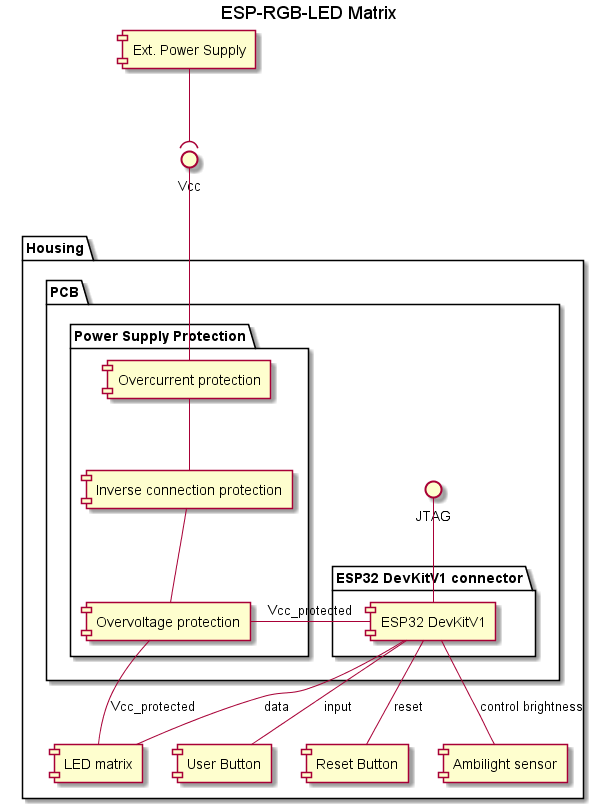 ESP-RGB-LED Matrix
Ext. Power Supply
Vcc
Housing
PCB
Power Supply Protection
Overcurrent protection
Inverse connection protection
JTAG
ESP32 DevKitV1 connector
Overvoltage protection
Vcc_protected
ESP32 DevKitV1
Vcc_protected
data
input
reset
control brightness
LED matrix
User Button
Reset Button
Ambilight sensor